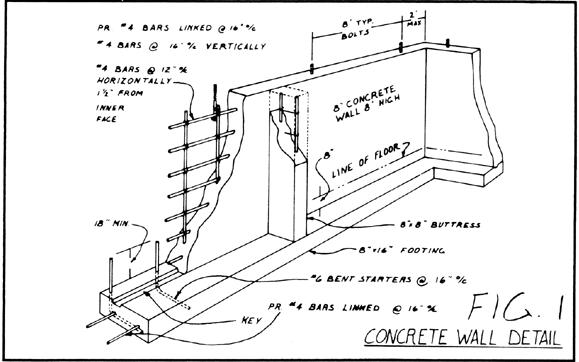 PR #4 BARS LINKED @ 16" o/c
#4 BARS @ 16" o/c VERTICALLY
#4 BARS @ 12" o/c
HORIZONTALLY
1½" FROM
INNER
FACE
8' TYP.
BOLTS
2'
MAX
8" CONCRETE
WALL 8' HIGH
8"
LINE OF FLOOR
18" MIN.
8"x8" BUTTRESS
8"x16" FOOTING
#6 BENT STARTERS @ 16" o/c
PR #4 BARS LINKED @ 16" o/c
KEY
FIG. 1
CONCRETE WALL DETAIL